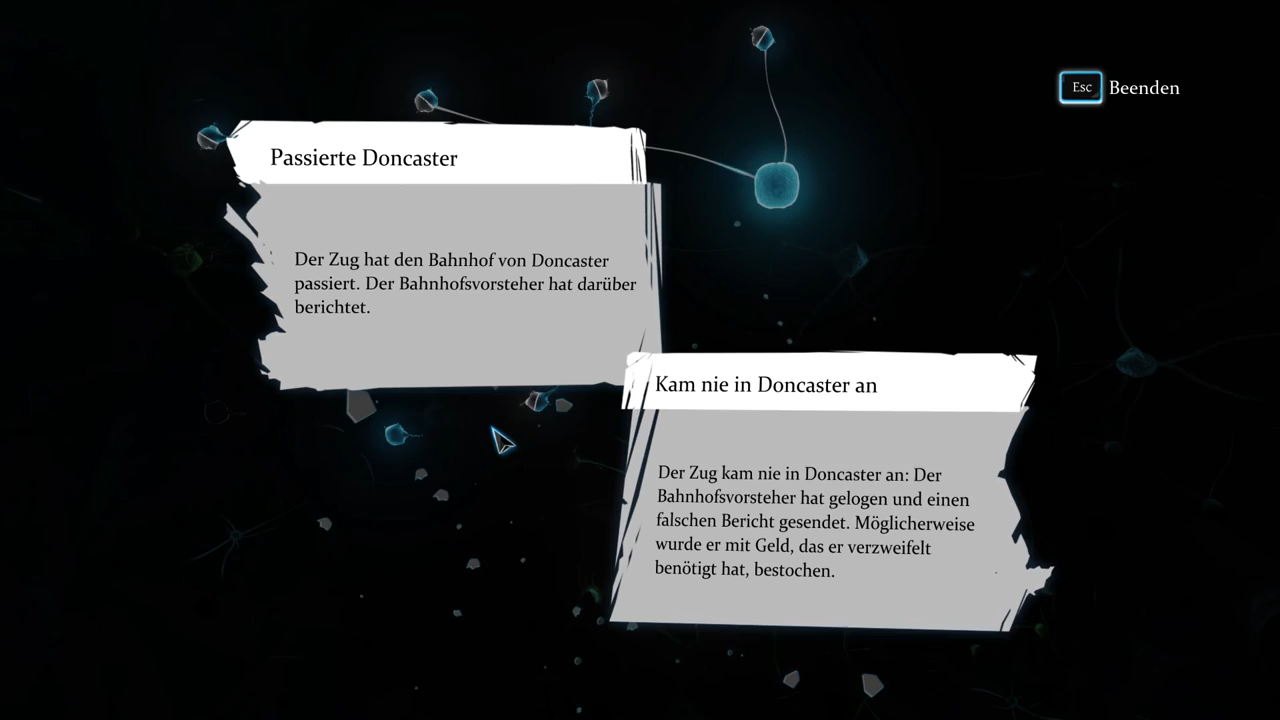 Esc Beenden
Passierte Doncaster
Der Zug hat den Bahnhof von Doncaster
passiert. Der Bahnhofsvorsteher hat darüber
berichtet.
Kam nie in Doncaster an
Der Zug kam nie in Doncaster an: Der
Bahnhofsvorsteher hat gelogen und einen
falschen Bericht gesendet. Möglicherweise
wurde er mit Geld, das er verzweifelt
benötigt hat, bestochen.